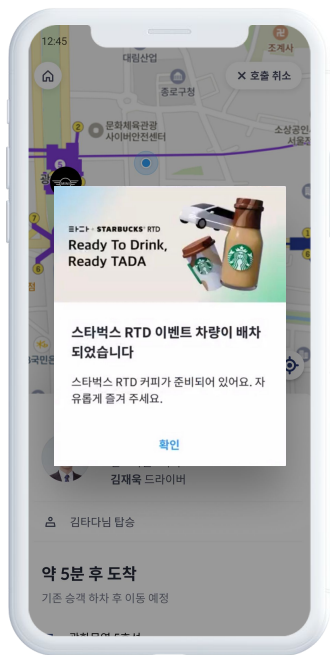 12:45
조계사
대림산업
종로구청
✕ 호출 취소
문화체육관광
사이버안전센터
소상공인
서울
2
5
7
6
6
타다 · STARBUCKS® RTD
Ready To Drink,
Ready TADA
스타벅스 RTD 이벤트 차량이 배차
되었습니다
스타벅스 RTD 커피가 준비되어 있어요. 자
유롭게 즐겨 주세요.
확인
김재욱 드라이버
김타다님 탑승
약 5분 후 도착
기존 승객 하차 후 이동 예정